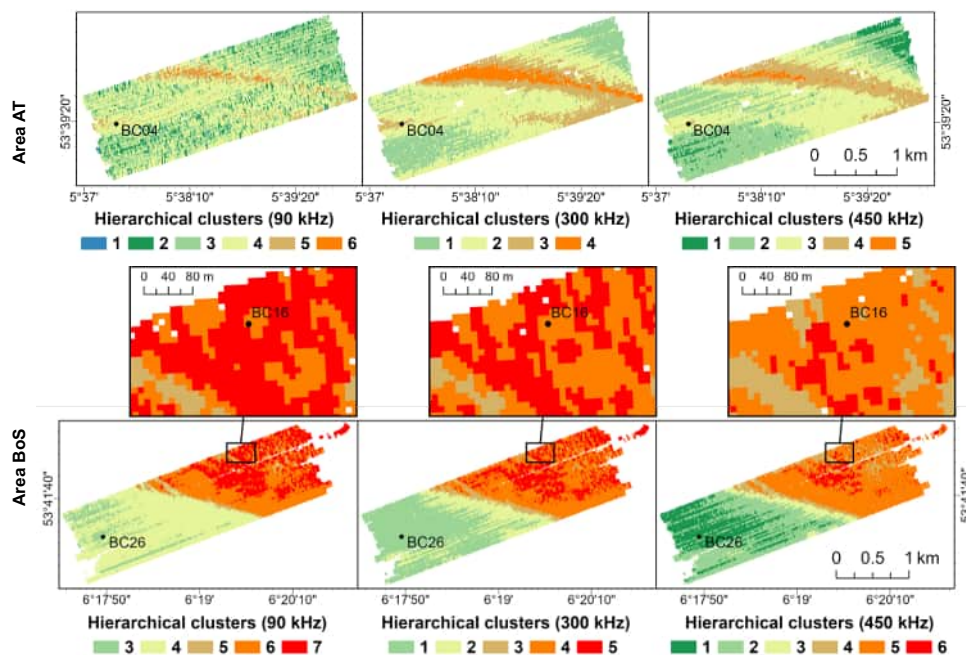 Area AT
53°39'20"
BC04
BC04
BC04
53°39'20"
0 0.5 1 km
5°37' 5°38'10" 5°39'20"
5°37' 5°38'10" 5°39'20"
5°37' 5°38'10" 5°39'20"
Hierarchical clusters (90 kHz)
1 2 3 4 5 6
Hierarchical clusters (300 kHz)
1 2 3 4
Hierarchical clusters (450 kHz)
1 2 3 4 5
0 40 80 m
BC16
0 40 80 m
BC16
0 40 80 m
BC16
Area BoS
53°41'40"
BC26
BC26
BC26
53°41'40"
0 0.5 1 km
6°17'50" 6°19' 6°20'10"
6°17'50" 6°19' 6°20'10"
6°17'50" 6°19' 6°20'10"
Hierarchical clusters (90 kHz)
3 4 5 6 7
Hierarchical clusters (300 kHz)
1 2 3 4 5
Hierarchical clusters (450 kHz)
1 2 3 4 5 6